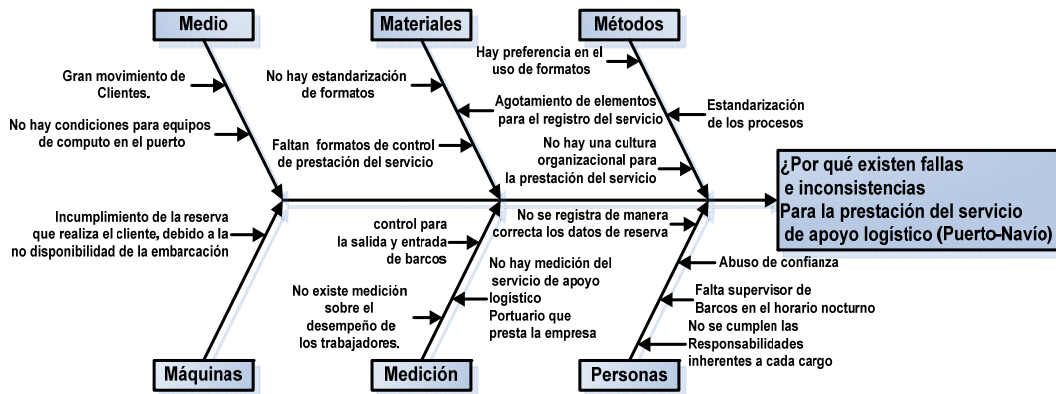 Medio
Materiales
Métodos
Gran movimiento de
Clientes.
No hay condiciones para equipos
de computo en el puerto
No hay estandarización
de formatos
Agotamiento de elementos
para el registro del servicio
Faltan formatos de control
de prestación del servicio
Hay preferencia en el
uso de formatos
Estandarización
de los procesos
No hay una cultura
organizacional para
la prestación del servicio
¿Por qué existen fallas
e inconsistencias
Para la prestación del servicio
de apoyo logístico (Puerto-Navío)
Incumplimiento de la reserva
que realiza el cliente, debido a la
no disponibilidad de la embarcación
control para
la salida y entrada
de barcos
No hay medición del
servicio de apoyo
logístico
Portuario que
presta la empresa
No existe medición
sobre el
desempeño de
los trabajadores.
No se registra de manera
correcta los datos de reserva
Abuso de confianza
Falta supervisor de
Barcos en el horario nocturno
No se cumplen las
Responsabilidades
inherentes a cada cargo
Máquinas
Medición
Personas